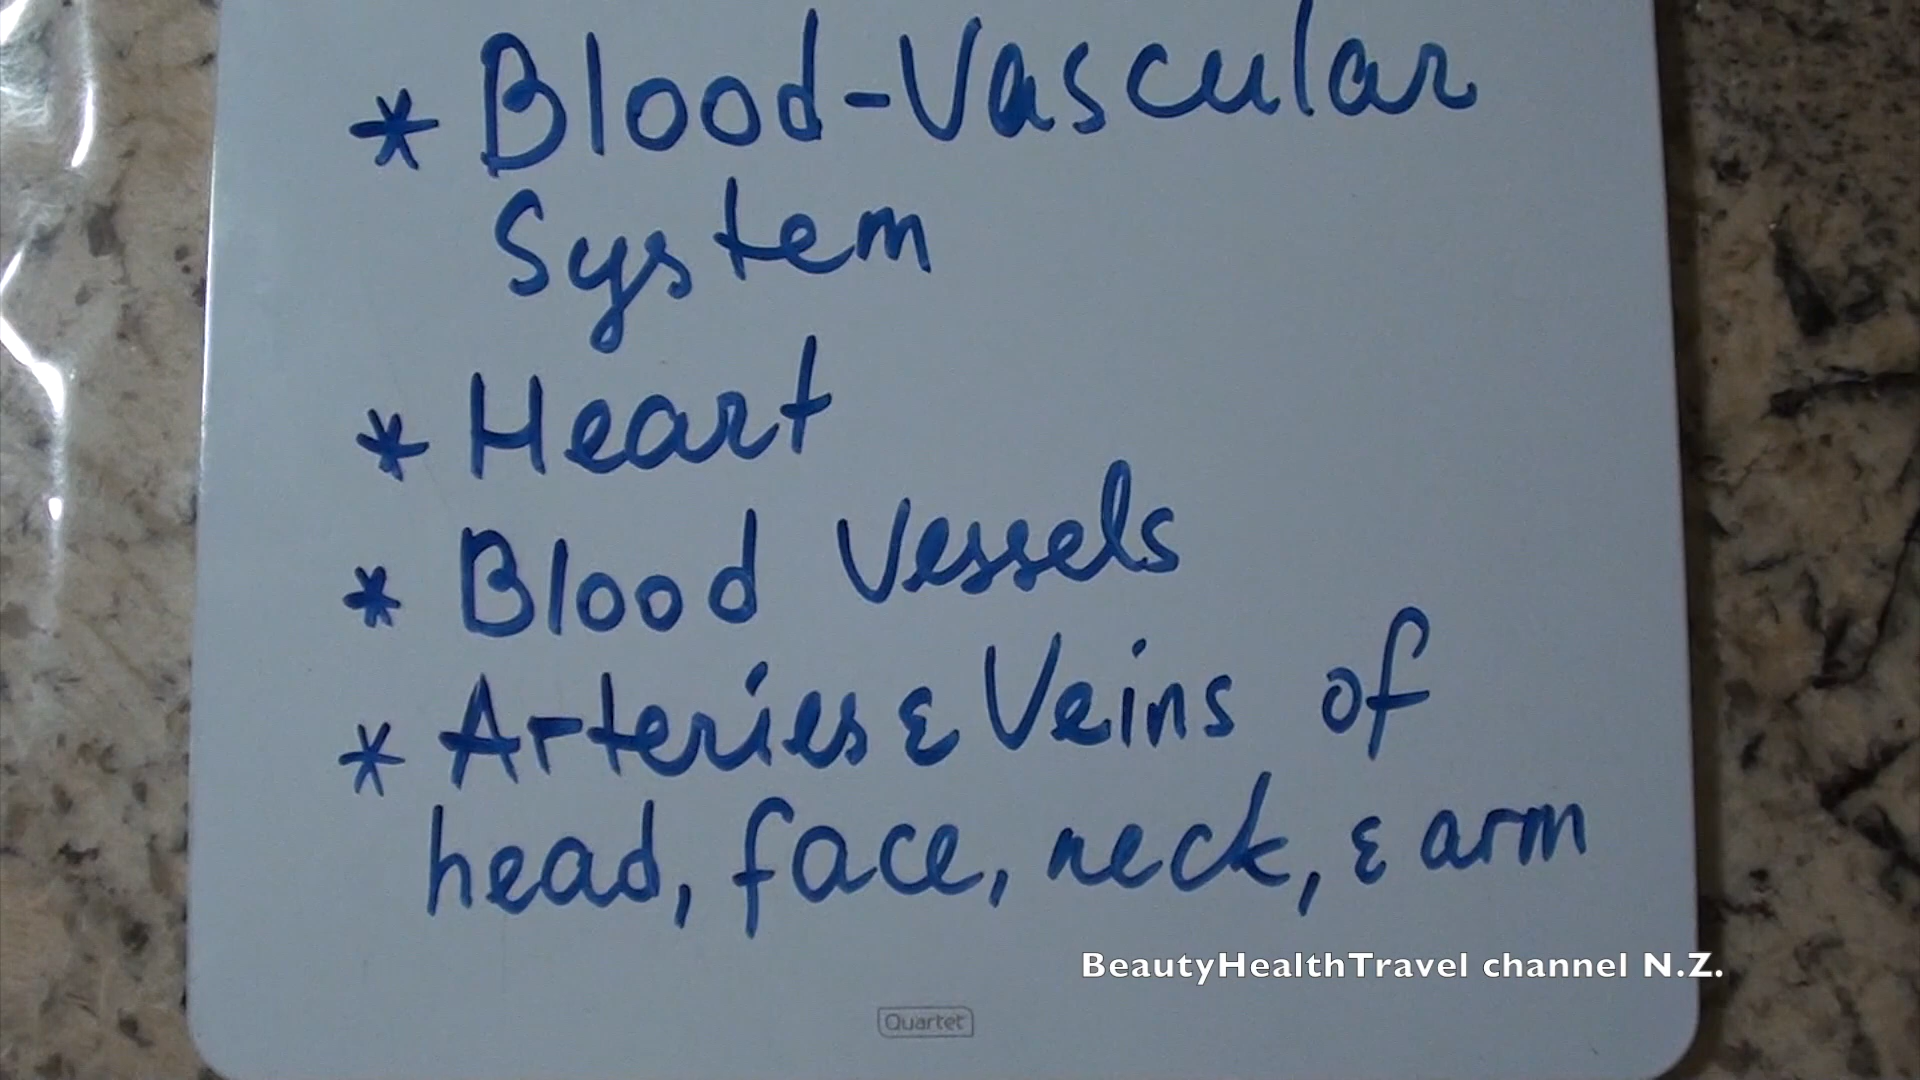 * Blood-Vascular
System
* Heart
* Blood Vessels
* Arteries & Veins of
head, face, neck, & arm
BeautyHealthTravel channel N.Z.
Quartet